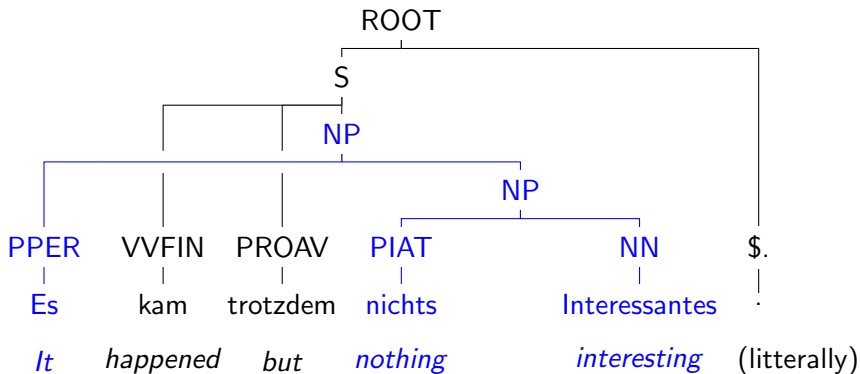 ROOT
S
NP
NP
PPER VVFIN PROAV PIAT NN $.
Es kam trotzdem nichts Interessantes .
It happened but nothing interesting (litterally)